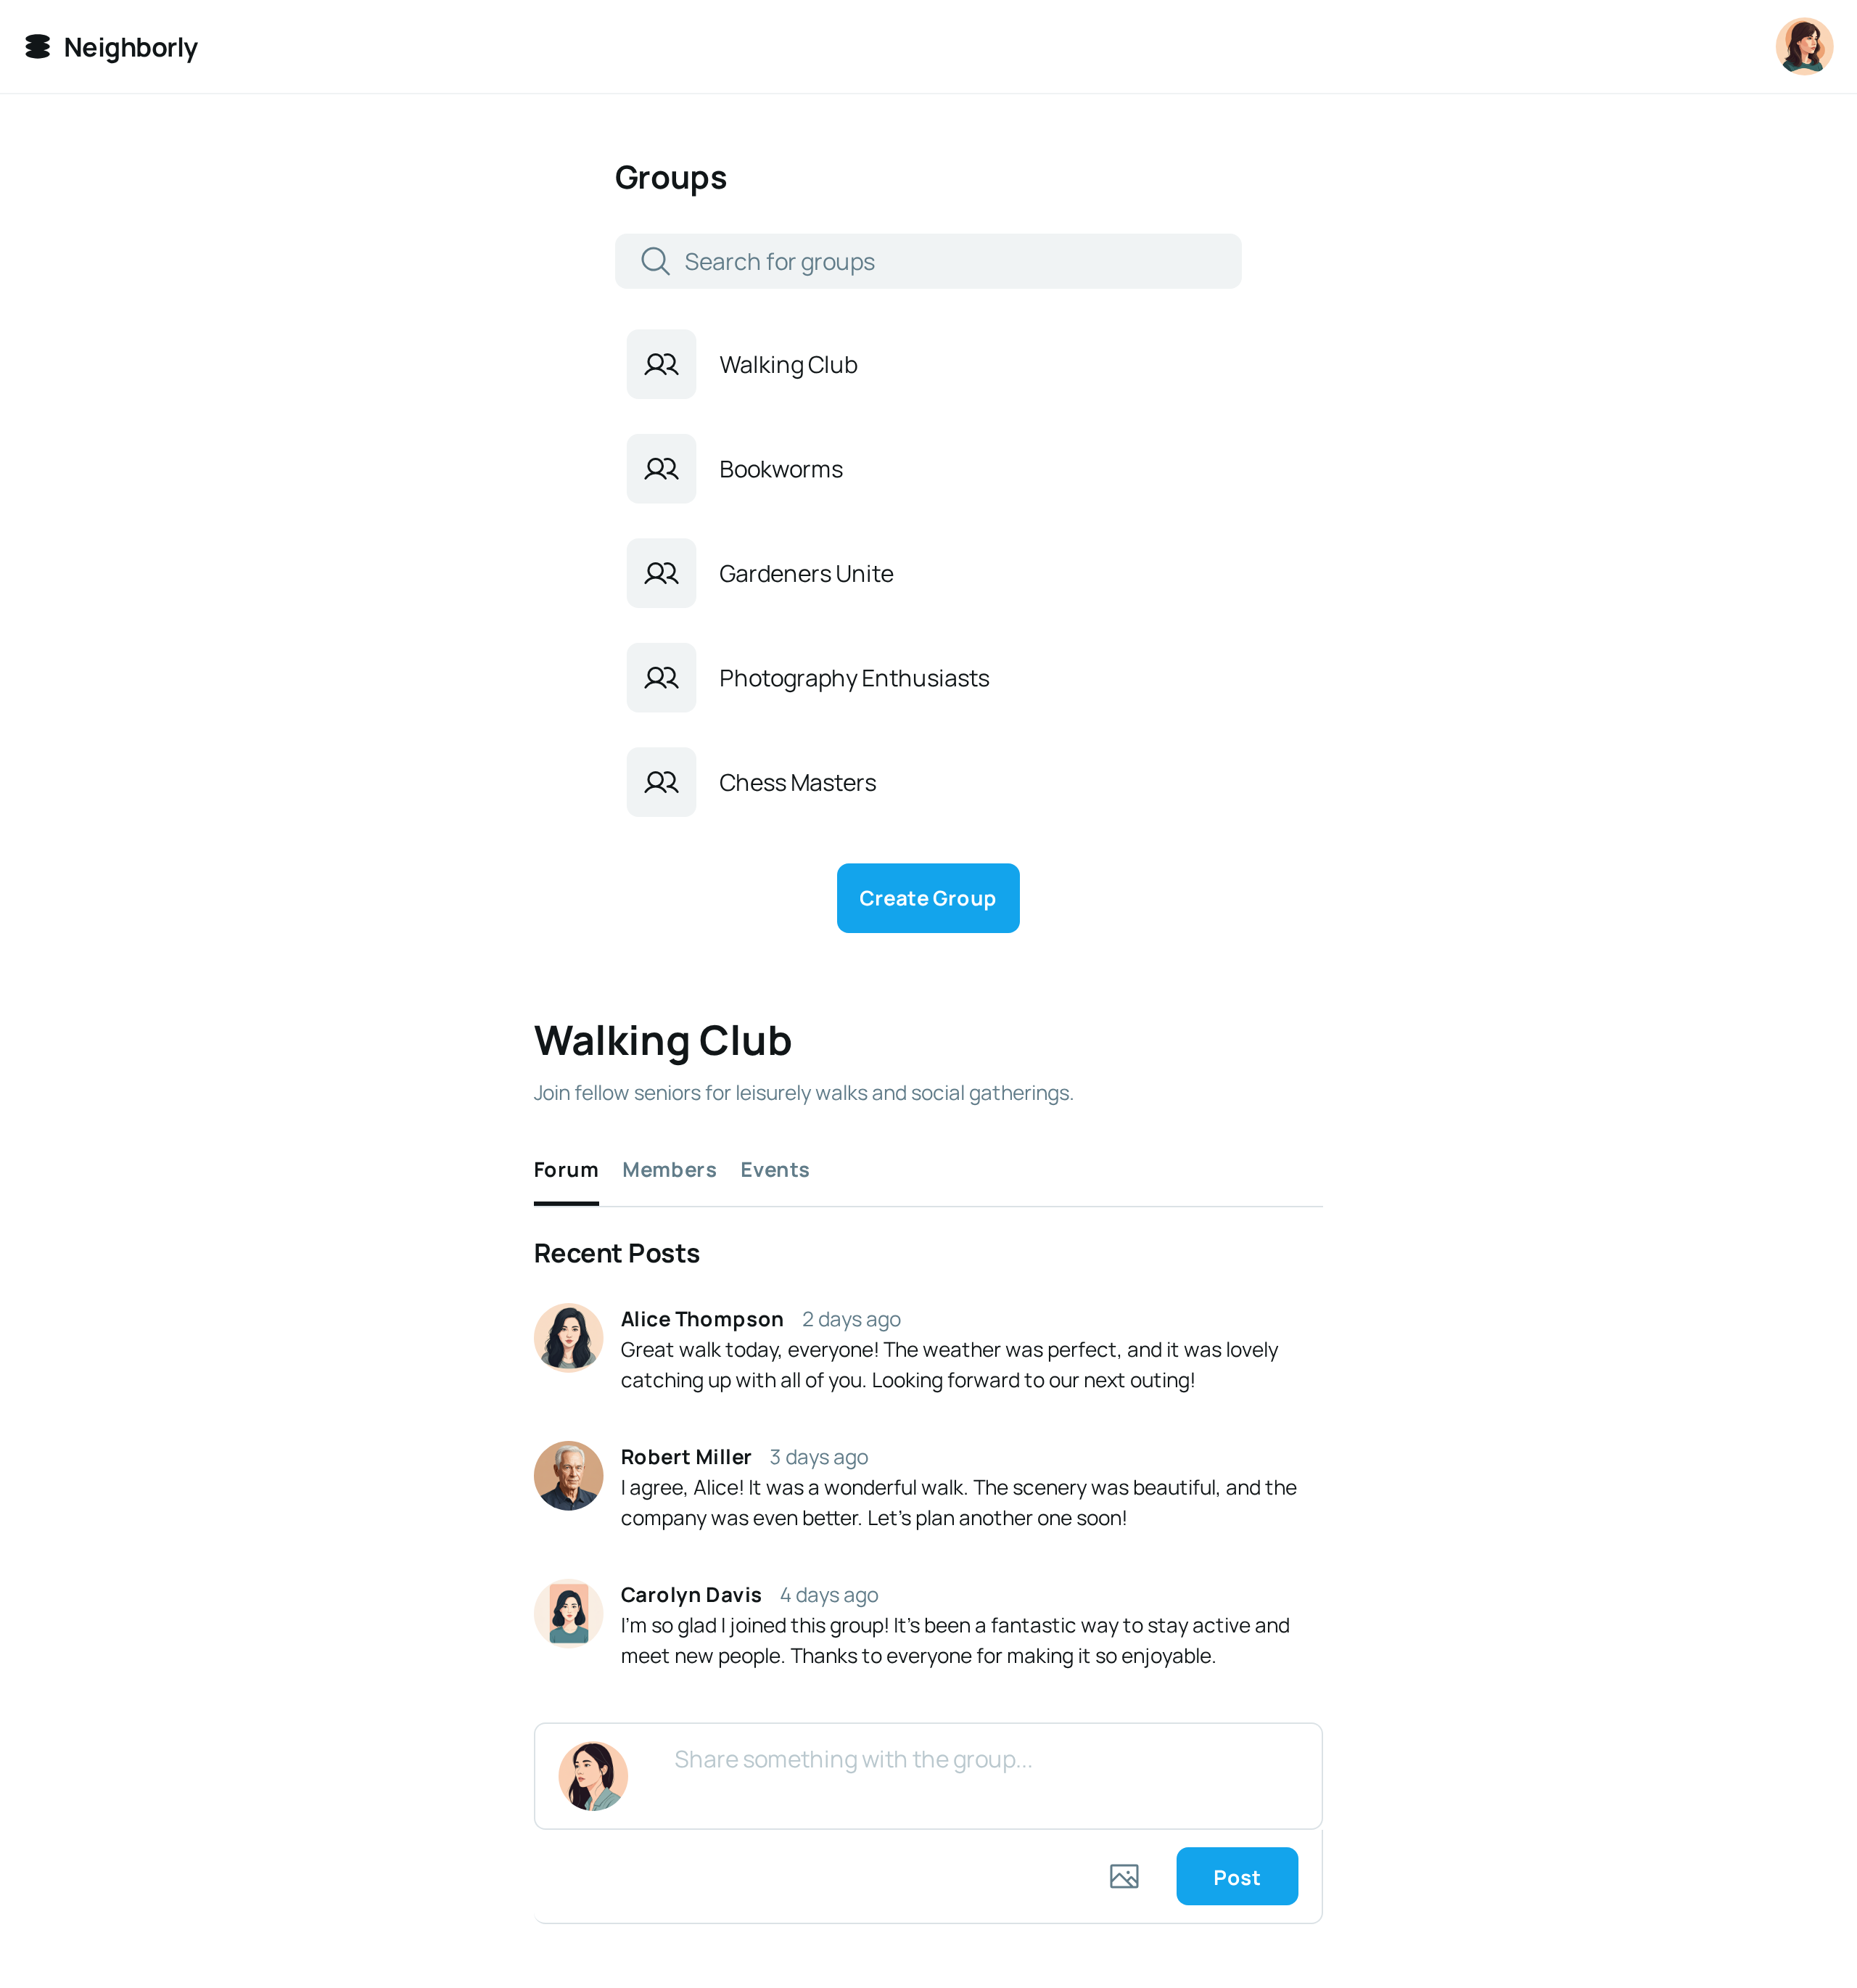 Neighborly
Groups
Search for groups
Walking Club
Bookworms
Gardeners Unite
Photography Enthusiasts
Chess Masters
Create Group
Walking Club
Join fellow seniors for leisurely walks and social gatherings.
Forum Members Events
Recent Posts
Alice Thompson 2 days ago
Great walk today, everyone! The weather was perfect, and it was lovely
catching up with all of you. Looking forward to our next outing!
Robert Miller 3 days ago
I agree, Alice! It was a wonderful walk. The scenery was beautiful, and the
company was even better. Let's plan another one soon!
Carolyn Davis 4 days ago
I'm so glad I joined this group! It's been a fantastic way to stay active and
meet new people. Thanks to everyone for making it so enjoyable.
Share something with the group...
Post